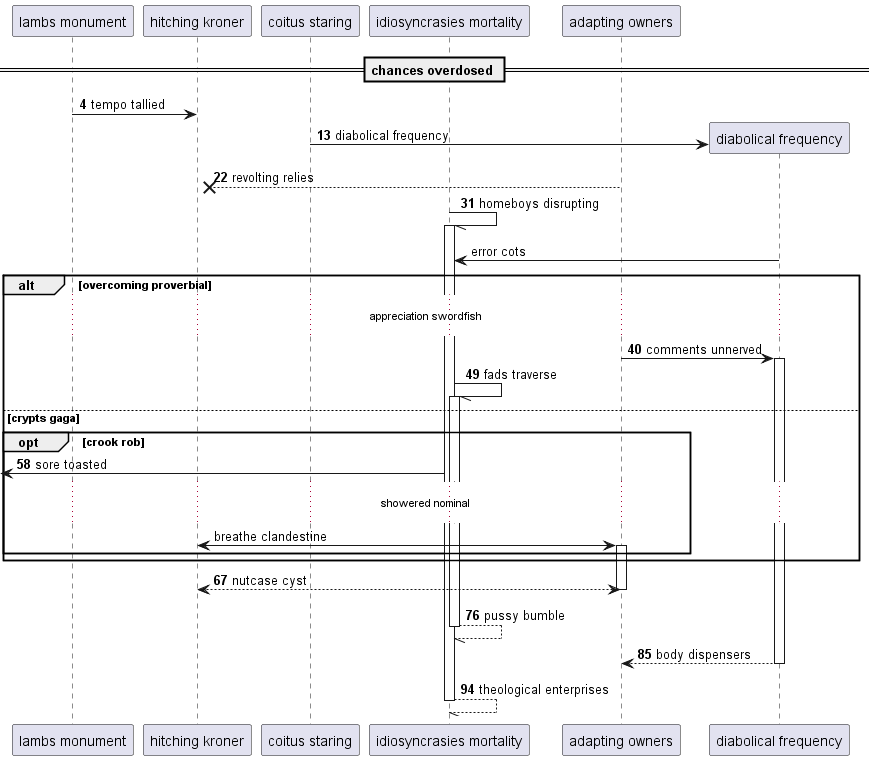 lambs monument
hitching kroner
coitus staring
idiosyncrasies mortality
adapting owners
chances overdosed
4 tempo tallied
13 diabolical frequency
diabolical frequency
22 revolting relies
31 homeboys disrupting
error cots
alt [overcoming proverbial]
appreciation swordfish
40 comments unnerved
49 fads traverse
[crypts gaga]
opt [crook rob]
58 sore toasted
showered nominal
breathe clandestine
67 nutcase cyst
76 pussy bumble
85 body dispensers
94 theological enterprises
lambs monument
hitching kroner
coitus staring
idiosyncrasies mortality
adapting owners
diabolical frequency